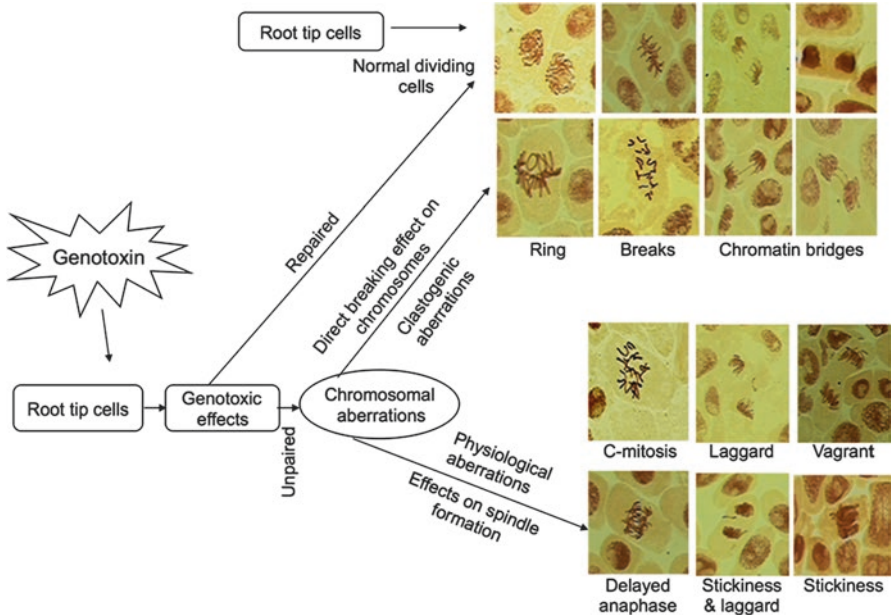 Root tip cells
Normal dividing
cells
Ring
Breaks
Chromatin bridges
Genotoxin
Repaired
Direct breaking effect on
chromosomes
Clastogenic
aberrations
Root tip cells
Genotoxic
effects
Unpaired
Chromosomal
aberrations
Physiological
aberrations
Effects on spindle
formation
C-mitosis
Laggard
Vagrant
Delayed
anaphase
Stickiness
& laggard
Stickiness